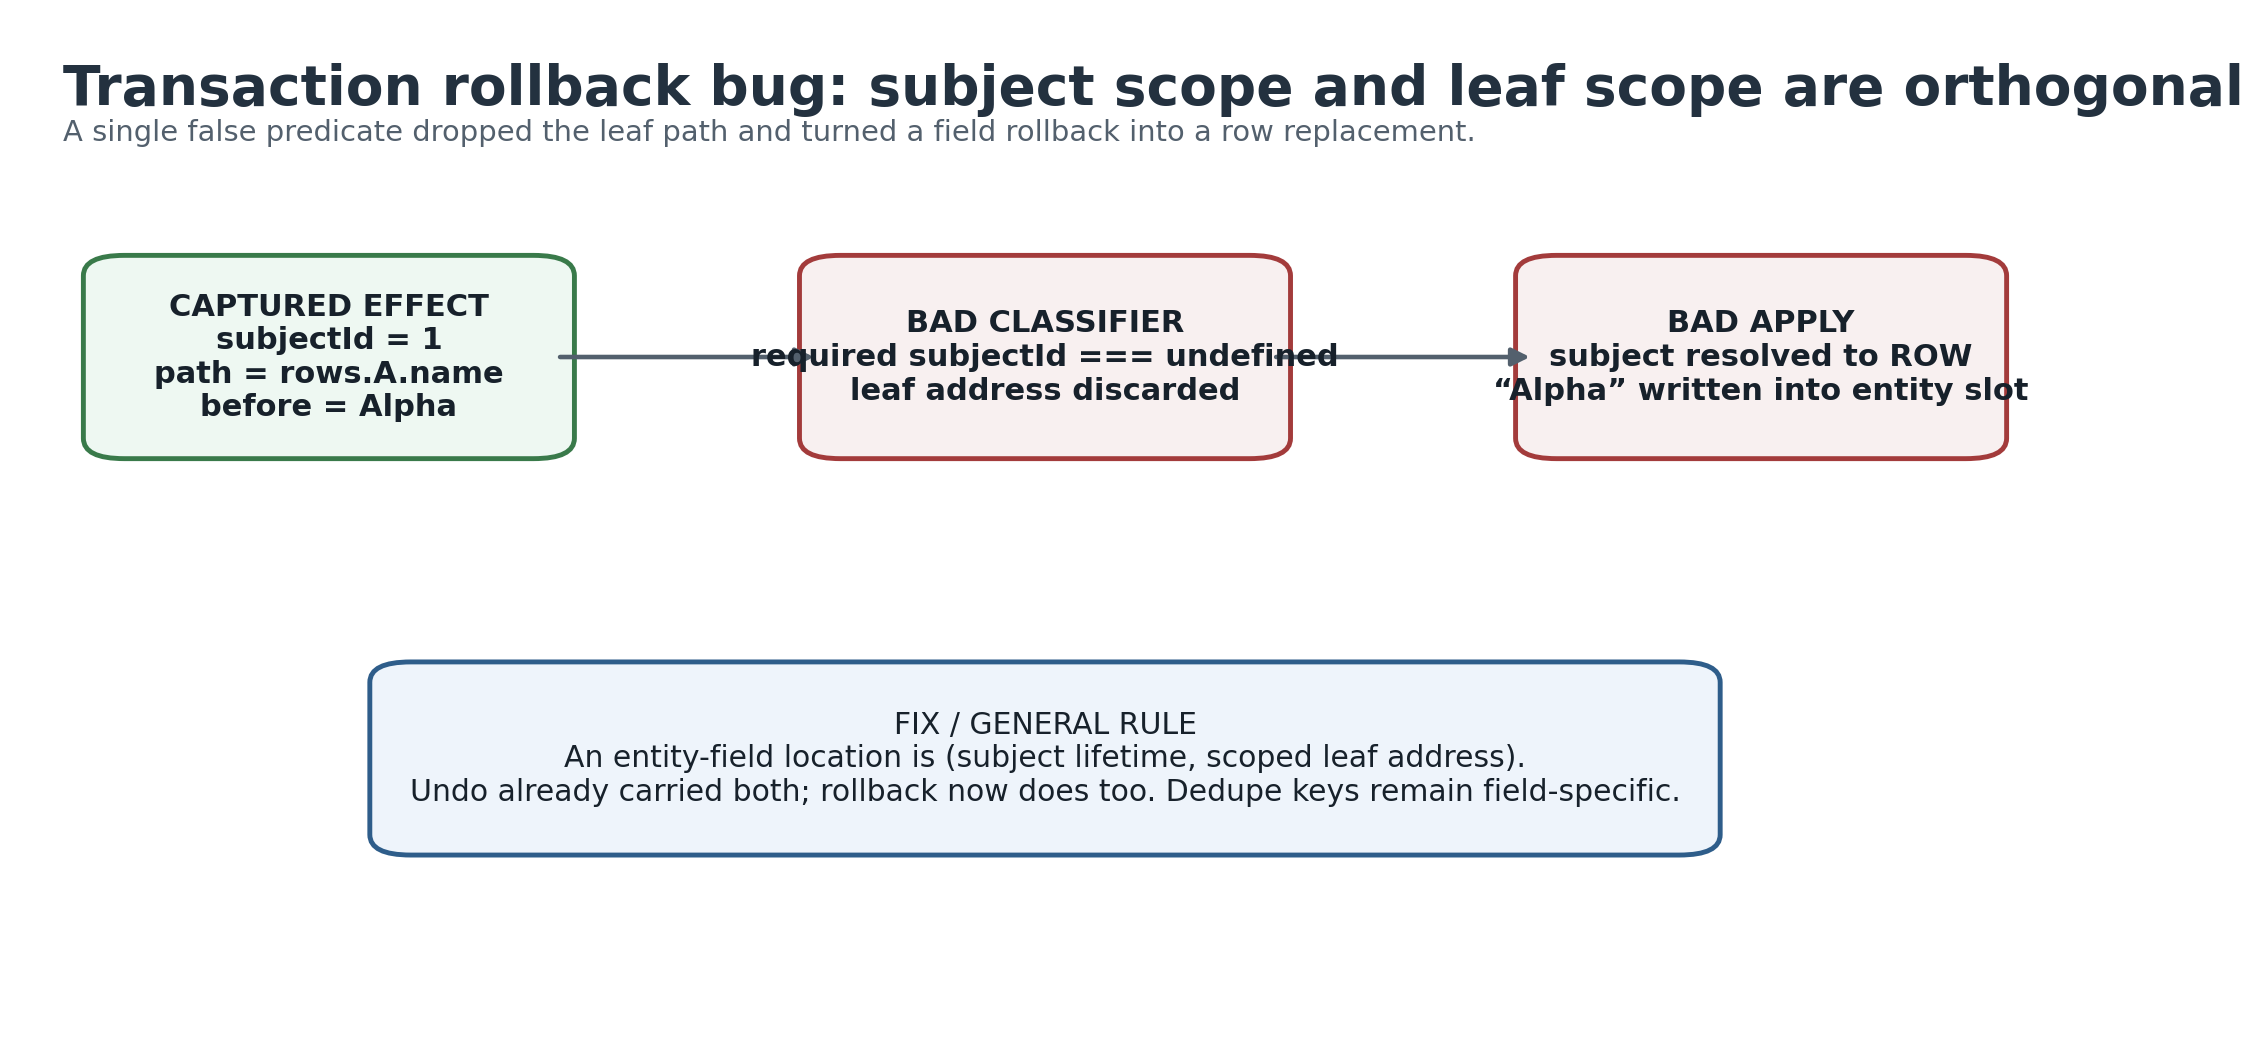 Transaction rollback bug: subject scope and leaf scope are orthogonal
A single false predicate dropped the leaf path and turned a field rollback into a row replacement.
CAPTURED EFFECT
subjectId = 1
path = rows.A.name
before = Alpha
BAD CLASSIFIER
required subjectId === undefined
leaf address discarded
BAD APPLY
subject resolved to ROW
“Alpha” written into entity slot
FIX / GENERAL RULE
An entity-field location is (subject lifetime, scoped leaf address).
Undo already carried both; rollback now does too. Dedupe keys remain field-specific.